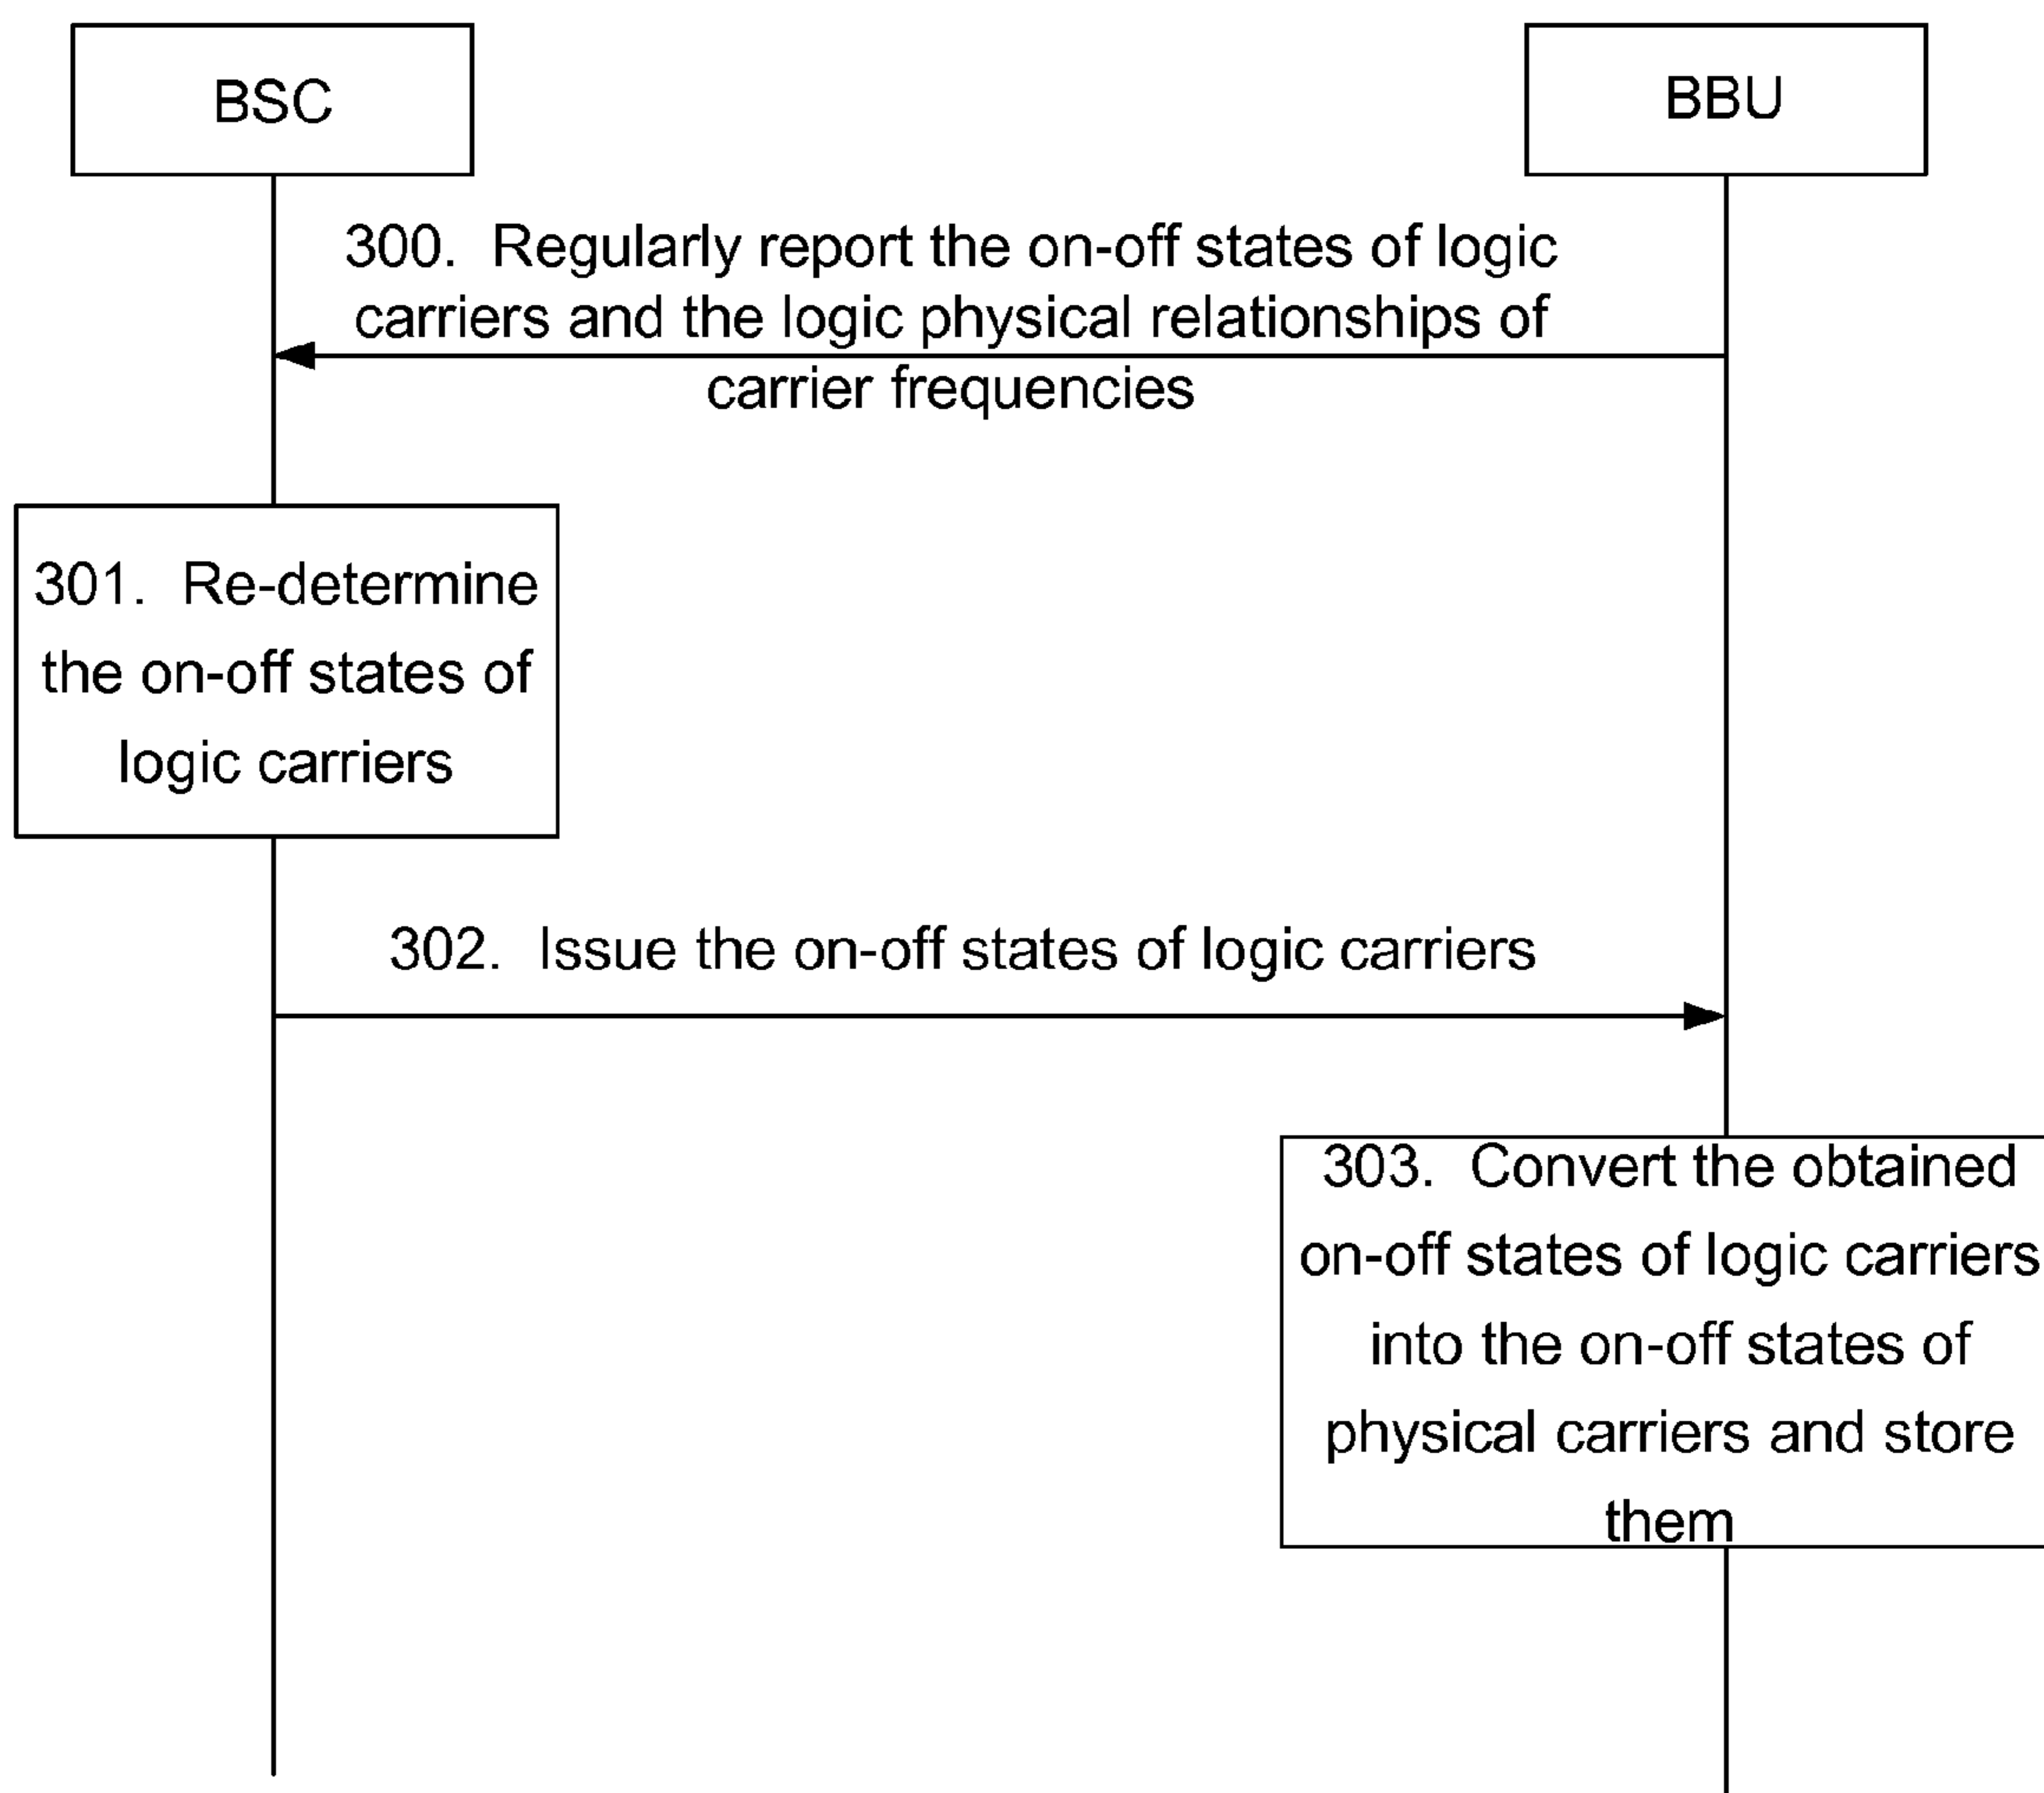 BSC
BBU
300. Regularly report the on-off states of logic
carriers and the logic physical relationships of
carrier frequencies
301. Re-determine
the on-off states of
logic carriers
302. Issue the on-off states of logic carriers
303. Convert the obtained
on-off states of logic carriers
into the on-off states of
physical carriers and store
them